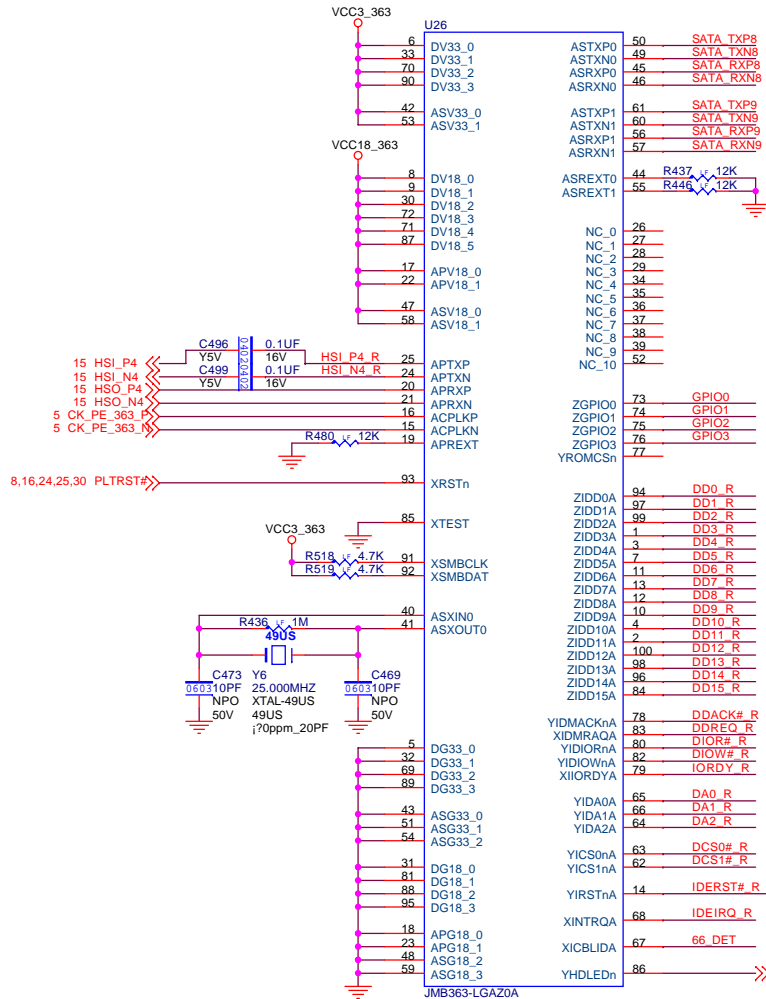 VCC3_363
U26
6 DV33_0 ASTXP0 50 SATA_TXP8
33 DV33_1 ASTXN0 49 SATA_TXN8
70 DV33_2 ASRXP0 45 SATA_RXP8
90 DV33_3 ASRXN0 46 SATA_RXN8
42 ASV33_0 ASTXP1 61 SATA_TXP9
53 ASV33_1 ASTXN1 60 SATA_TXN9
ASRXP1 56 SATA_RXP9
VCC18_363 ASRXN1 57 SATA_RXN9
8 DV18_0 ASREXT0 44 R437 LF 12K
9 DV18_1 ASREXT1 55 R446 LF 12K
30 DV18_2
72 DV18_3
71 DV18_4 NC_0 26
87 DV18_5 NC_1 27
NC_2 28
17 APV18_0 NC_3 29
22 APV18_1 NC_4 34
NC_5 35
47 ASV18_0 NC_6 36
58 ASV18_1 NC_7 37
NC_8 38
C496 0.1UF NC_9 39
15 HSI_P4 Y5V 0402 16V HSI_P4_R 25 APTXP NC_10 52
15 HSI_N4 C499 0402 0.1UF HSI_N4_R 24 APTXN
15 HSO_P4 Y5V 16V 20 APRXP
15 HSO_N4 21 APRXN ZGPIO0 73 GPIO0
5 CK_PE_363_P 16 ACPLKP ZGPIO1 74 GPIO1
5 CK_PE_363_N 15 ACPLKN ZGPIO2 75 GPIO2
R480 LF 12K 19 APREXT ZGPIO3 76 GPIO3
YROMCSn 77
8,16,24,25,30 PLTRST# 93 XRSTn
ZIDD0A 94 DD0_R
ZIDD1A 97 DD1_R
85 XTEST ZIDD2A 99 DD2_R
VCC3_363 ZIDD3A 1 DD3_R
ZIDD4A 3 DD4_R
R518 LF 4.7K 91 XSMBCLK ZIDD5A 7 DD5_R
R519 LF 4.7K 92 XSMBDAT ZIDD6A 11 DD6_R
ZIDD7A 13 DD7_R
ZIDD8A 12 DD8_R
40 ASXIN0 ZIDD9A 10 DD9_R
R436 LF 1M 41 ASXOUT0 ZIDD10A 4 DD10_R
49US ZIDD11A 2 DD11_R
ZIDD12A 100 DD12_R
C473 Y6 C469 ZIDD13A 98 DD13_R
0603 10PF 25.000MHZ 0603 10PF ZIDD14A 96 DD14_R
NPO XTAL-49US NPO ZIDD15A 84 DD15_R
50V 49US 50V
¡?0ppm_20PF YIDMACKnA 78 DDACK#_R
XIDMRAQA 83 DDREQ_R
5 DG33_0 YIDIORnA 80 DIOR#_R
32 DG33_1 YIDIOWnA 82 DIOW#_R
69 DG33_2 XIIORDYA 79 IORDY_R
89 DG33_3
YIDA0A 65 DA0_R
43 ASG33_0 YIDA1A 66 DA1_R
51 ASG33_1 YIDA2A 64 DA2_R
54 ASG33_2
YICS0nA 63 DCS0#_R
31 DG18_0 YICS1nA 62 DCS1#_R
81 DG18_1
88 DG18_2 YIRSTnA 14 IDERST#_R
95 DG18_3
XINTRQA 68 IDEIRQ_R
18 APG18_0
23 APG18_1 XICBLIDA 67 66_DET
48 ASG18_2
59 ASG18_3 YHDLEDn 86
JMB363-LGAZ0A